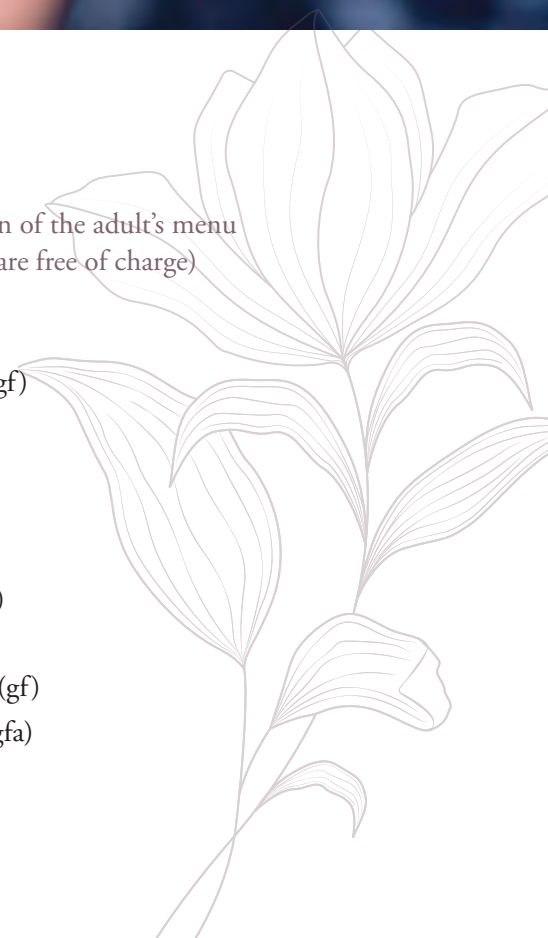 of the adult's menu
are free of charge)
gf)
)
(gf)
gfa)